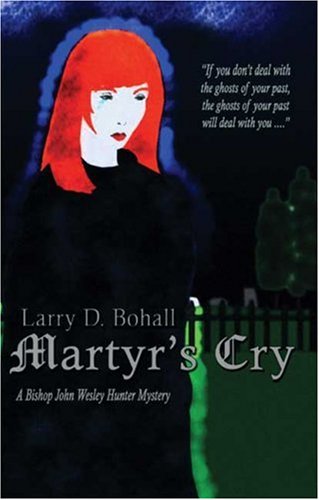 "If you don't deal with
the ghosts of your past,
the ghosts of your past
will deal with you ...."
Larry D. Bohall
Martyr's Cry
A Bishop John Wesley Hunter Mystery